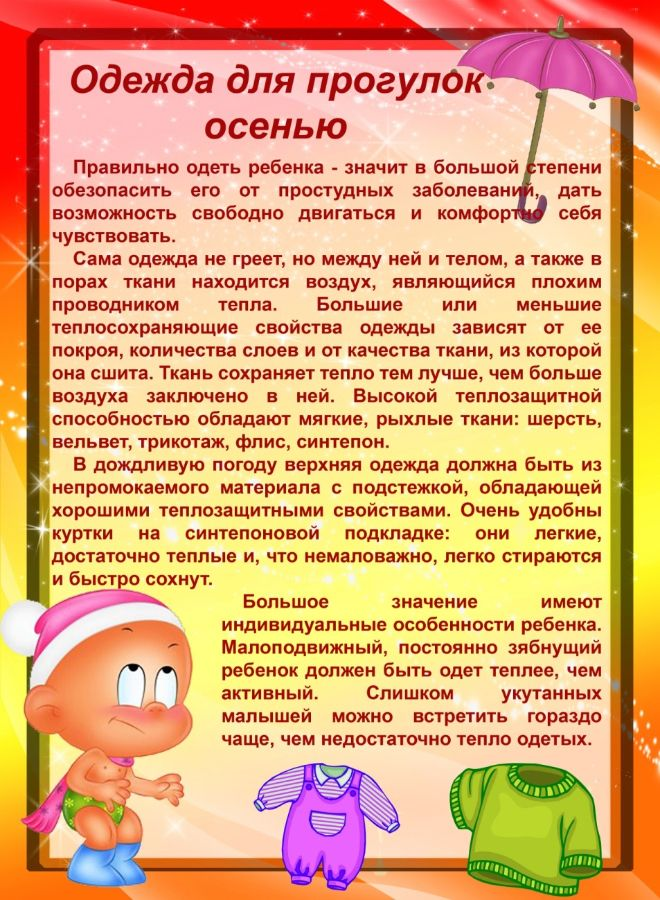 Одежда для прогулок
осенью
Правильно одеть ребенка - значит в большой степени
обезопасить его от простудных заболеваний, дать
возможность свободно двигаться и комфортно себя
чувствовать.
Сама одежда не греет, но между ней и телом, а также в
порах ткани находится воздух, являющийся плохим
проводником тепла. Большие или меньшие
теплосохраняющие свойства одежды зависят от ее
покроя, количества слоев и от качества ткани, из которой
она сшита. Ткань сохраняет тепло тем лучше, чем больше
воздуха заключено в ней. Высокой теплозащитной
способностью обладают мягкие, рыхлые ткани: шерсть,
вельвет, трикотаж, флис, синтепон.
В дождливую погоду верхняя одежда должна быть из
непромокаемого материала с подстежкой, обладающей
хорошими теплозащитными свойствами. Очень удобны
куртки на синтепоновой подкладке: они легкие,
достаточно теплые и, что немаловажно, легко стираются
и быстро сохнут.
Большое значение имеют
индивидуальные особенности ребенка.
Малоподвижный, постоянно зябнущий
ребенок должен быть одет теплее, чем
активный. Слишком укутанных
малышей можно встретить гораздо
чаще, чем недостаточно тепло одетых.